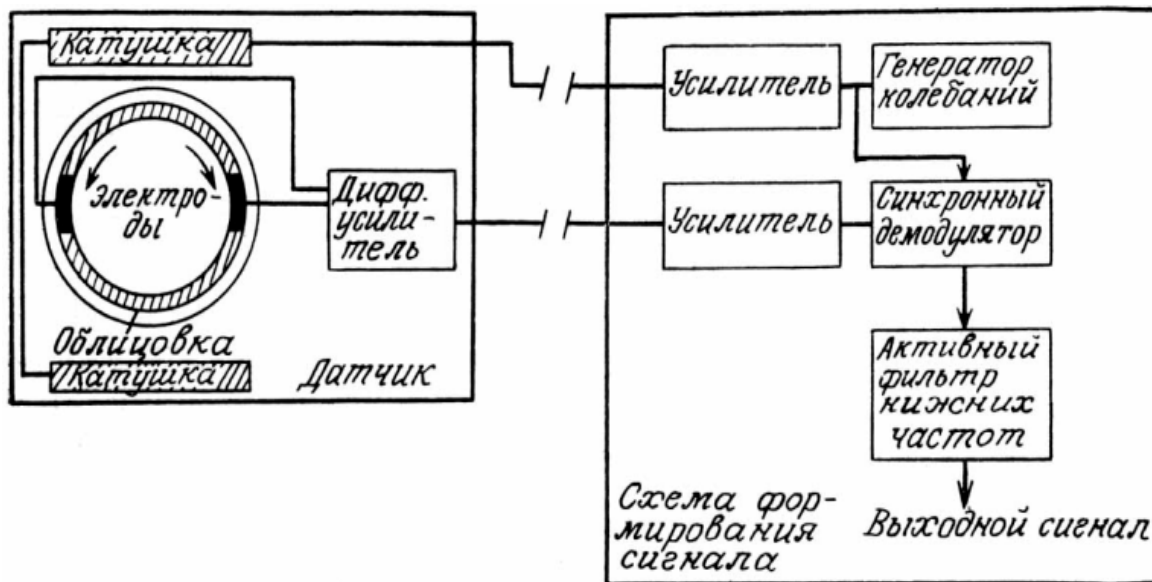 Катушка
Электро-
ды
Облицовка
Катушка
Датчик
Дифф.
усили-
тель
Усилитель
Генератор
колебаний
Усилитель
Синхронный
демодулятор
Активный
фильтр
нижних
частот
Схема фор-
мирования
сигнала
Выходной сигнал